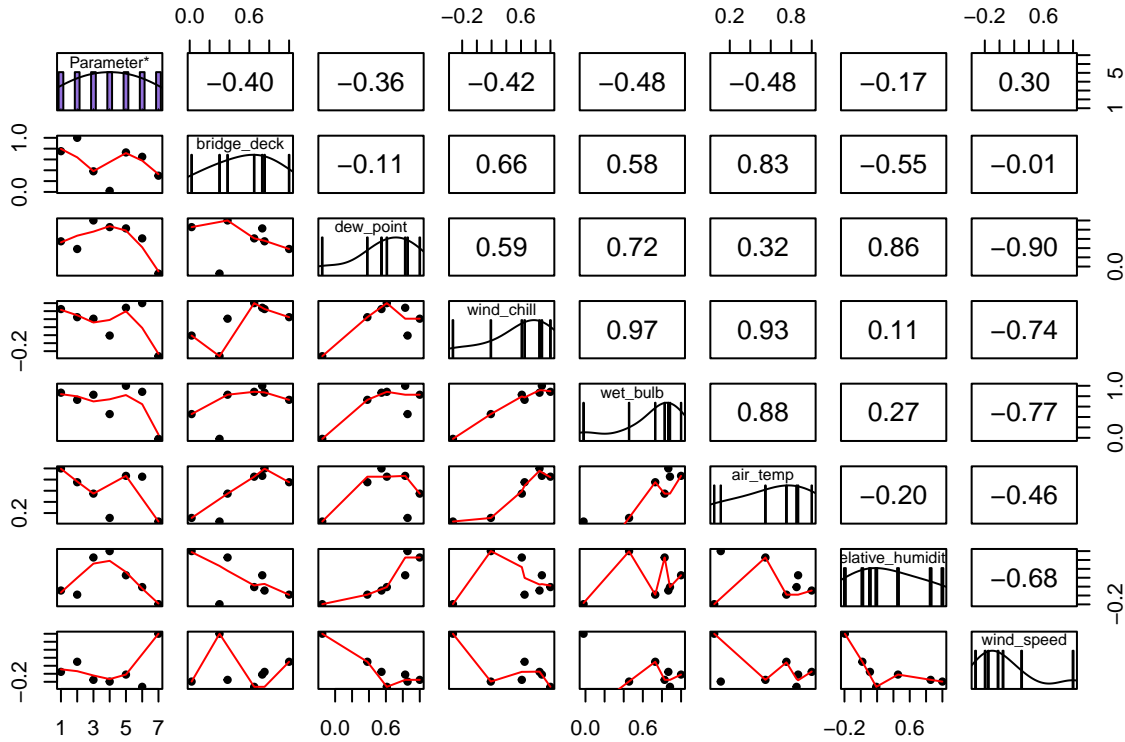 0.0 0.6 −0.2 0.6 0.2 0.8 −0.2 0.6
Parameter* −0.40 −0.36 −0.42 −0.48 −0.48 −0.17 0.30 1 5
0.0 1.0 bridge_deck −0.11 0.66 0.58 0.83 −0.55 −0.01
dew_point 0.59 0.72 0.32 0.86 −0.90 0.0
−0.2 wind_chill 0.97 0.93 0.11 −0.74
wet_bulb 0.88 0.27 −0.77 0.0 1.0
0.2 air_temp −0.20 −0.46
elative_humidit −0.68 −0.2
−0.2 wind_speed
1 3 5 7 0.0 0.6 0.0 0.6 −0.2 0.6